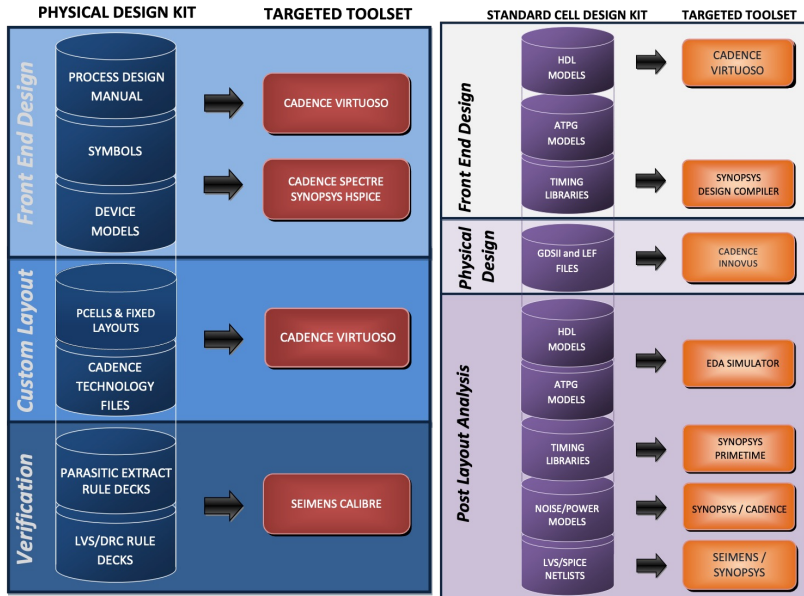 PHYSICAL DESIGN KIT
TARGETED TOOLSET
Front End Design
PROCESS DESIGN
MANUAL
SYMBOLS
DEVICE
MODELS
CADENCE VIRTUOSO
CADENCE SPECTRE
SYNOPSYS HSPICE
Custom Layout
PCELLS & FIXED
LAYOUTS
CADENCE
TECHNOLOGY
FILES
CADENCE VIRTUOSO
Verification
PARASITIC EXTRACT
RULE DECKS
LVS/DRC RULE
DECKS
SEIMENS CALIBRE
STANDARD CELL DESIGN KIT
TARGETED TOOLSET
Front End Design
HDL
MODELS
ATPG
MODELS
TIMING
LIBRARIES
CADENCE
VIRTUOSO
SYNOPSYS
DESIGN COMPILER
Physical
Design
GDSII and LEF
FILES
CADENCE
INNOVUS
Post Layout Analysis
HDL
MODELS
ATPG
MODELS
TIMING
LIBRARIES
NOISE/POWER
MODELS
LVS/SPICE
NETLISTS
EDA SIMULATOR
SYNOPSYS
PRIMETIME
SYNOPSYS / CADENCE
SEIMENS /
SYNOPSYS